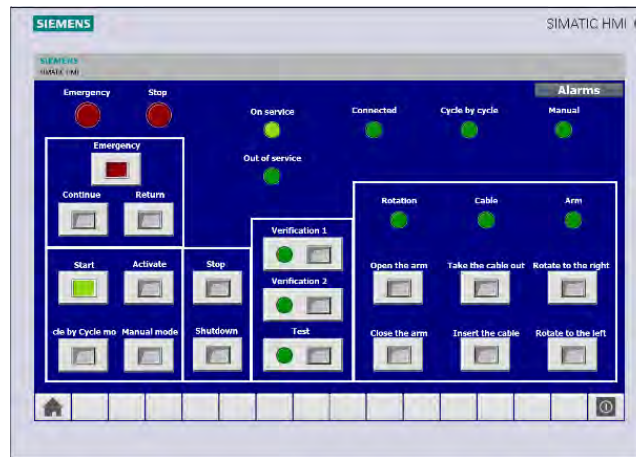 SIEMENS
SIMATIC HMI
SIEMENS
SIMATIC HMI
Alarms
Emergency
Stop
On service
Connected
Cycle by cycle
Manual
Emergency
Out of service
Continue
Return
Rotation
Cable
Arm
Verification 1
Start
Activate
Stop
Open the arm
Take the cable out
Rotate to the right
Verification 2
cle by Cycle mo
Manual mode
Shutdown
Test
Close the arm
Insert the cable
Rotate to the left